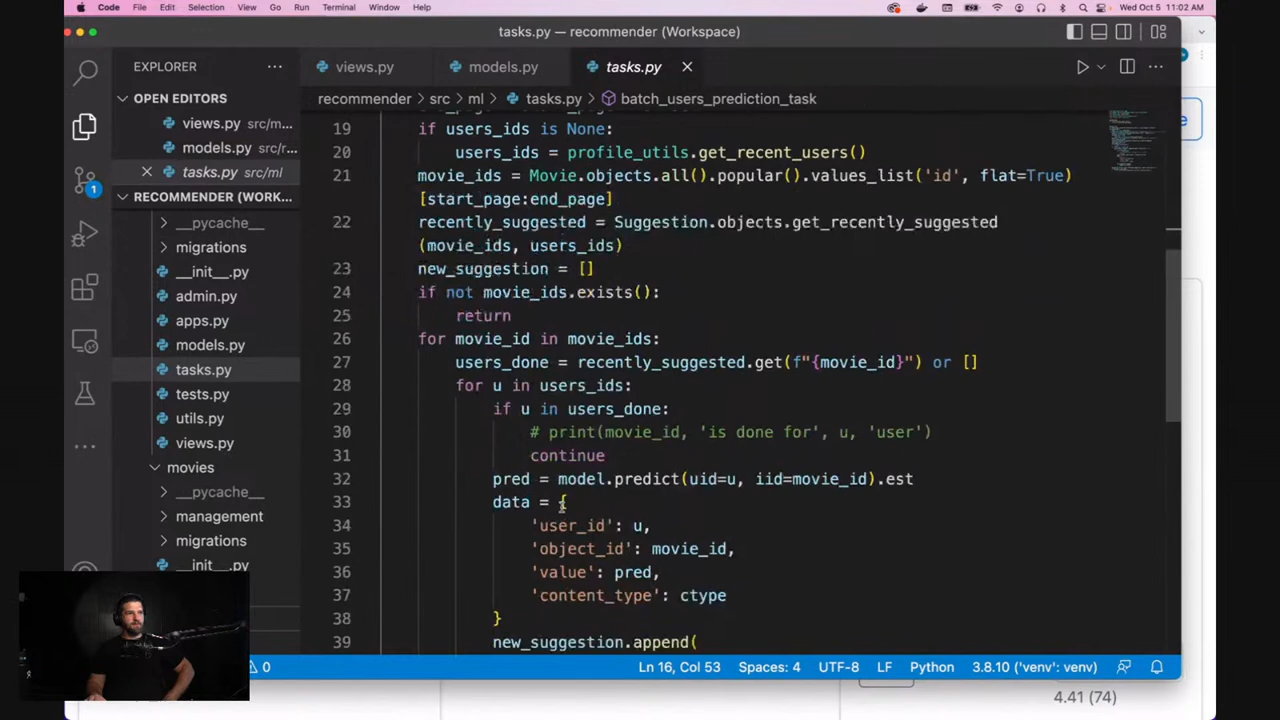 Code File Edit Selection View Go Run Terminal Window Help Wed Oct 5 11:02 AM
tasks.py — recommender (Workspace)
EXPLORER
views.py models.py tasks.py
OPEN EDITORS
recommender > src > ml > tasks.py > batch_users_prediction_task
views.py src/m...
models.py src/r...
tasks.py src/ml
RECOMMENDER (WORK...
__pycache__
migrations
__init__.py
admin.py
apps.py
models.py
tasks.py
tests.py
utils.py
views.py
movies
__pycache__
management
migrations
__init__.py
1
19 if users_ids is None:
20 users_ids = profile_utils.get_recent_users()
21 movie_ids = Movie.objects.all().popular().values_list('id', flat=True)
[start_page:end_page]
22 recently_suggested = Suggestion.objects.get_recently_suggested
(movie_ids, users_ids)
23 new_suggestion = []
24 if not movie_ids.exists():
25 return
26 for movie_id in movie_ids:
27 users_done = recently_suggested.get(f"{movie_id}") or []
28 for u in users_ids:
29 if u in users_done:
30 # print(movie_id, 'is done for', u, 'user')
31 continue
32 pred = model.predict(uid=u, iid=movie_id).est
33 data = {
34 'user_id': u,
35 'object_id': movie_id,
36 'value': pred,
37 'content_type': ctype
38 }
39 new_suggestion.append(
0 Ln 16, Col 53 Spaces: 4 UTF-8 LF Python 3.8.10 ('venv': venv)
4.41 (74)